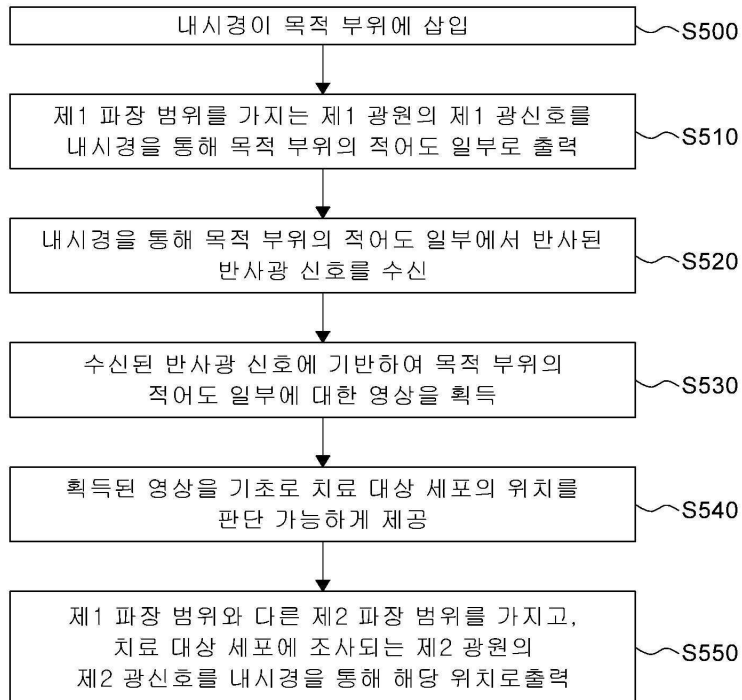 내시경이 목적 부위에 삽입
S500
제1 파장 범위를 가지는 제1 광원의 제1 광신호를
내시경을 통해 목적 부위의 적어도 일부로 출력
S510
내시경을 통해 목적 부위의 적어도 일부에서 반사된
반사광 신호를 수신
S520
수신된 반사광 신호에 기반하여 목적 부위의
적어도 일부에 대한 영상을 획득
S530
획득된 영상을 기초로 치료 대상 세포의 위치를
판단 가능하게 제공
S540
제1 파장 범위와 다른 제2 파장 범위를 가지고,
치료 대상 세포에 조사되는 제2 광원의
제2 광신호를 내시경을 통해 해당 위치로출력
S550